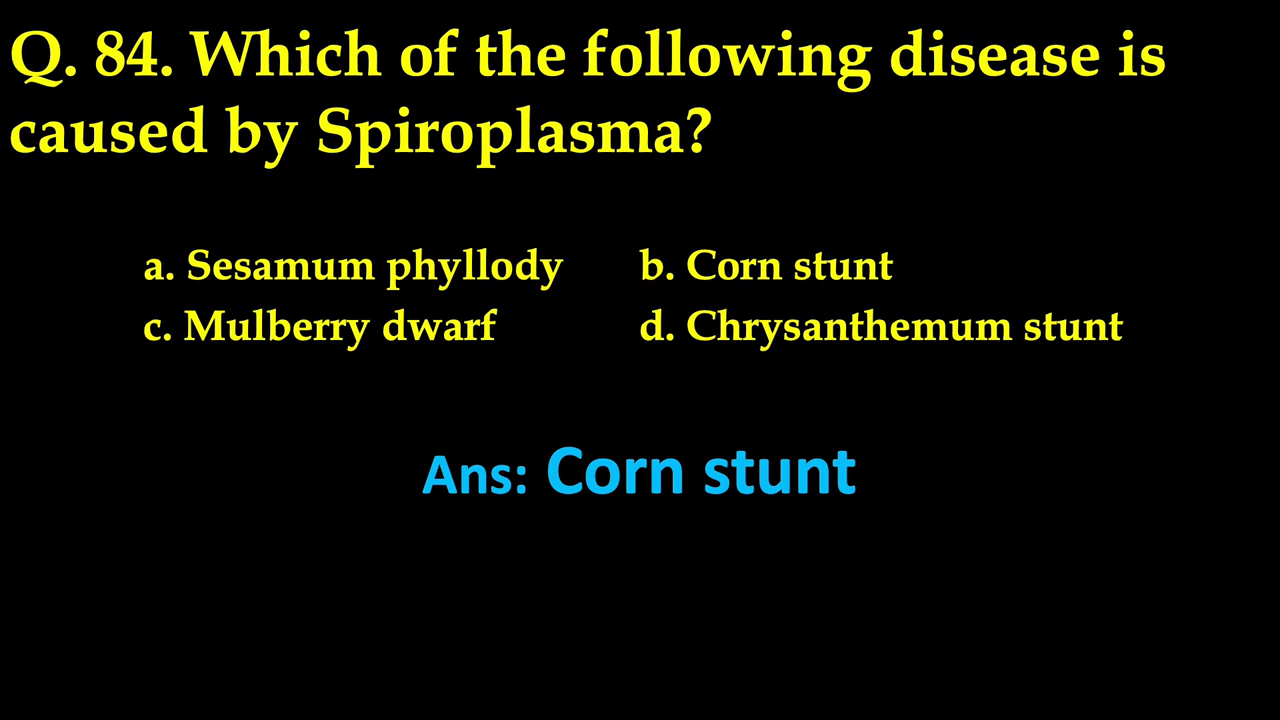 Q. 84. Which of the following disease is
caused by Spiroplasma?
a. Sesamum phyllody b. Corn stunt
c. Mulberry dwarf d. Chrysanthemum stunt
Ans: Corn stunt